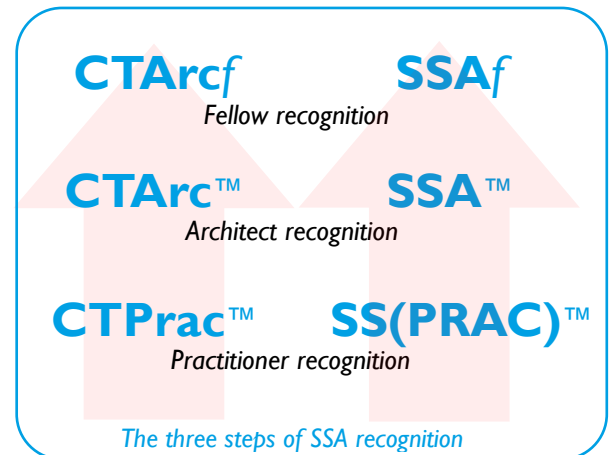 CTArcf SSAf
Fellow recognition
CTArc™ SSA™
Architect recognition
CTPrac™ SS(PRAC)™
Practitioner recognition
The three steps of SSA recognition